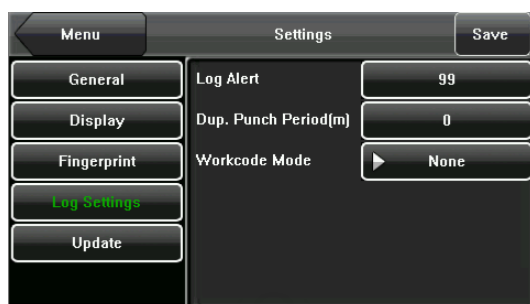 Menu
Settings
Save
General
Display
Fingerprint
Log Settings
Update
Log Alert 99
Dup. Punch Period(m) 0
Workcode Mode None